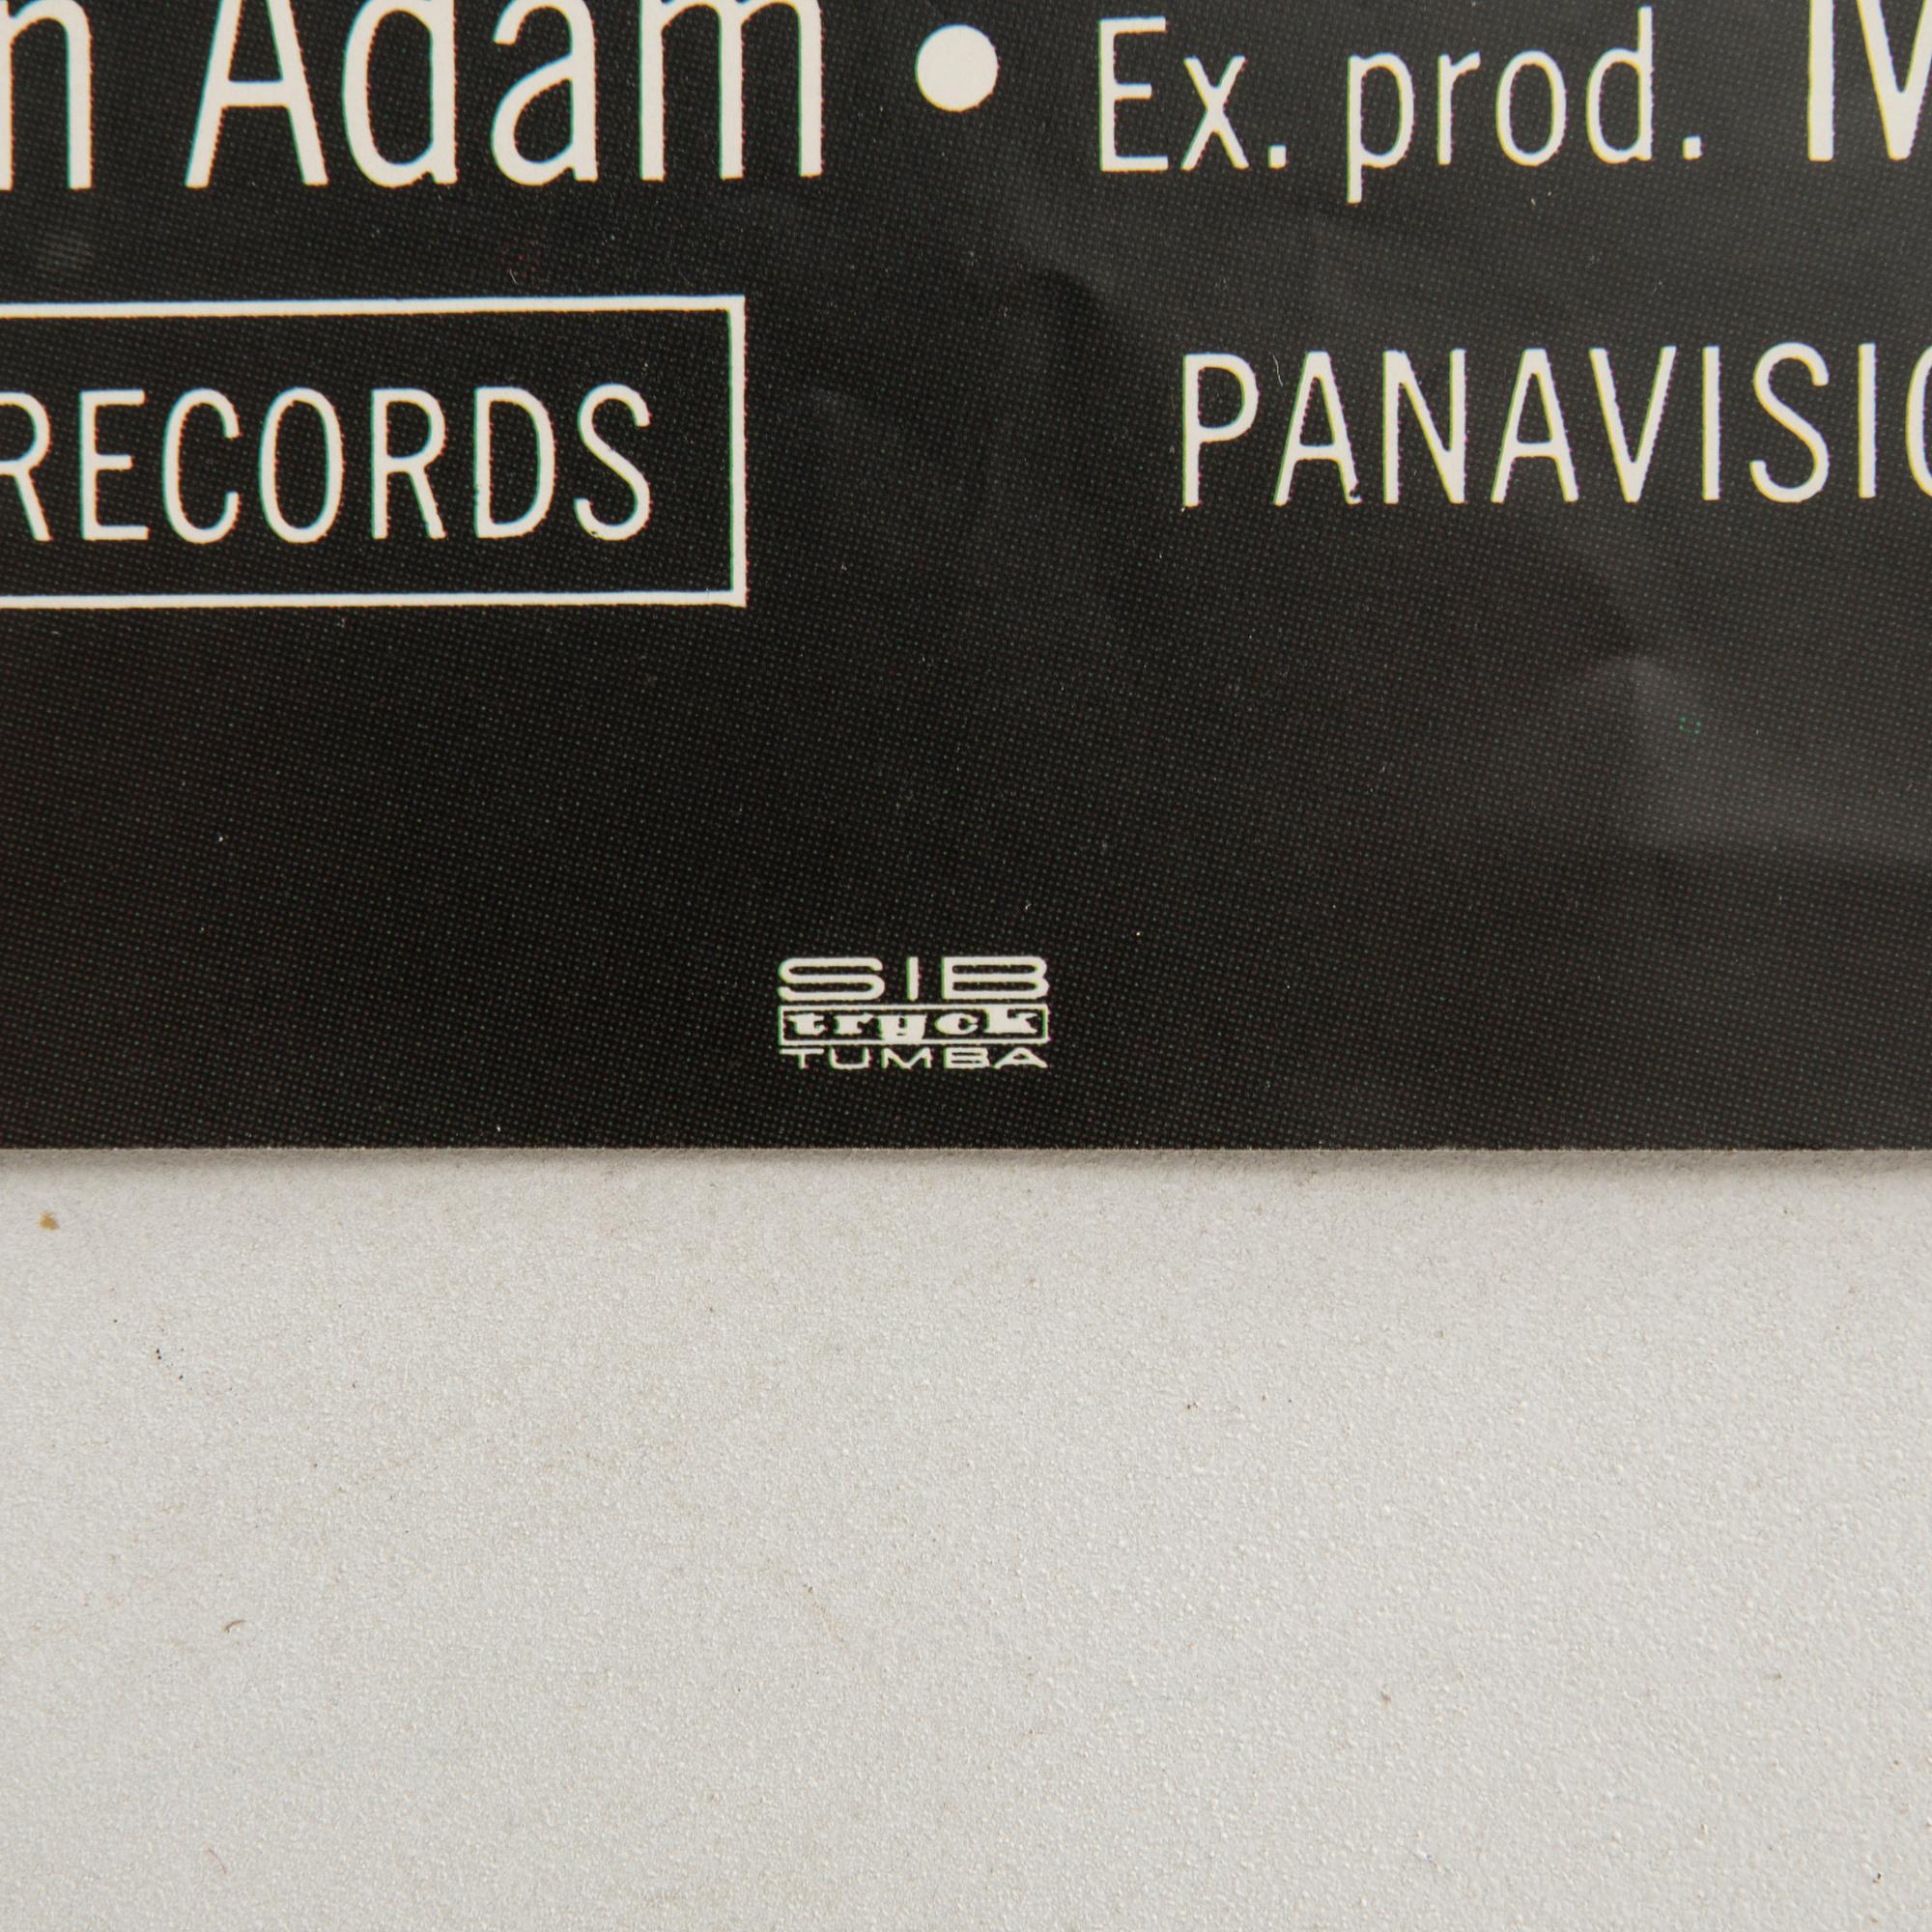 n Adam • Ex. prod.
RECORDS
PANAVISIO
SIB
tryck
TUMBA